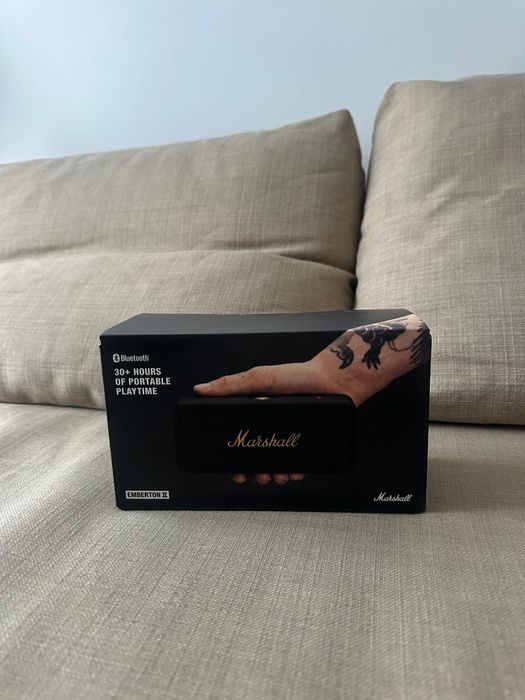 Bluetooth
30+ HOURS
OF PORTABLE
PLAYTIME
Marshall
EMBERTON II
Marshall